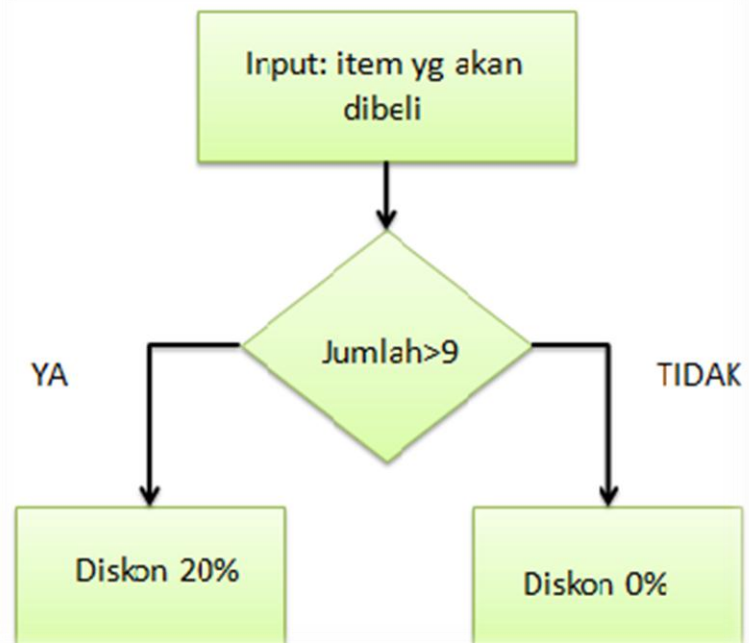 Input: item yg akan
dibeli
Jumlah>9
YA
TIDAK
Diskon 20%
Diskon 0%